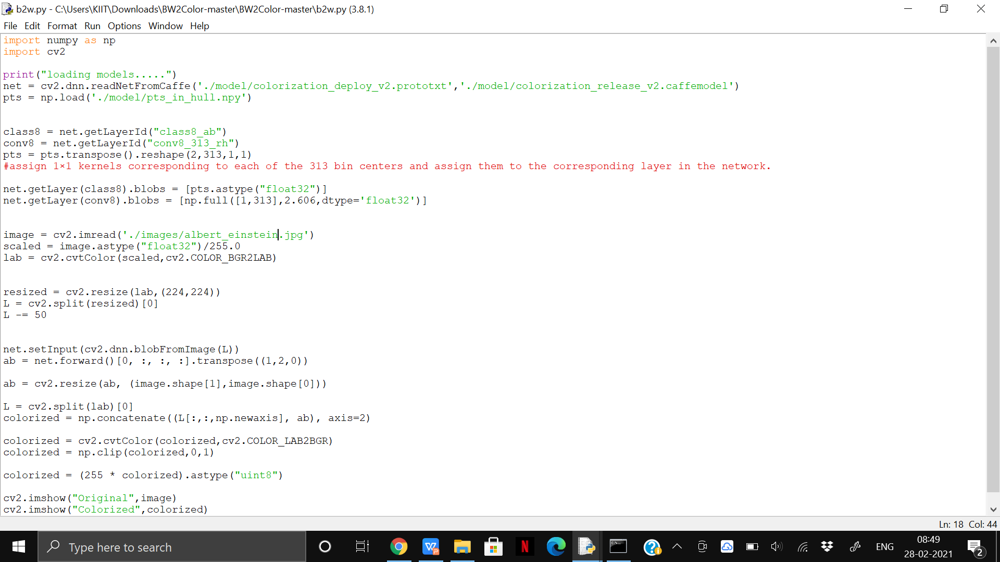 b2w.py - C:\Users\KIIT\Downloads\BW2Color-master\BW2Color-master\b2w.py (3.8.1)
File Edit Format Run Options Window Help
import numpy as np
import cv2
print("loading models.....")
net = cv2.dnn.readNetFromCaffe('./model/colorization_deploy_v2.prototxt','./model/colorization_release_v2.caffemodel')
pts = np.load('./model/pts_in_hull.npy')
class8 = net.getLayerId("class8_ab")
conv8 = net.getLayerId("conv8_313_rh")
pts = pts.transpose().reshape(2,313,1,1)
#assign 1×1 kernels corresponding to each of the 313 bin centers and assign them to the corresponding layer in the network.
net.getLayer(class8).blobs = [pts.astype("float32")]
net.getLayer(conv8).blobs = [np.full([1,313],2.606,dtype='float32')]
image = cv2.imread('./images/albert_einstein.jpg')
scaled = image.astype("float32")/255.0
lab = cv2.cvtColor(scaled,cv2.COLOR_BGR2LAB)
resized = cv2.resize(lab,(224,224))
L = cv2.split(resized)[0]
L -= 50
net.setInput(cv2.dnn.blobFromImage(L))
ab = net.forward()[0, :, :, :].transpose((1,2,0))
ab = cv2.resize(ab, (image.shape[1],image.shape[0]))
L = cv2.split(lab)[0]
colorized = np.concatenate((L[:,:,np.newaxis], ab), axis=2)
colorized = cv2.cvtColor(colorized,cv2.COLOR_LAB2BGR)
colorized = np.clip(colorized,0,1)
colorized = (255 * colorized).astype("uint8")
cv2.imshow("Original",image)
cv2.imshow("Colorized",colorized)
Ln: 18 Col: 44
Type here to search
ENG
08:49
28-02-2021
2